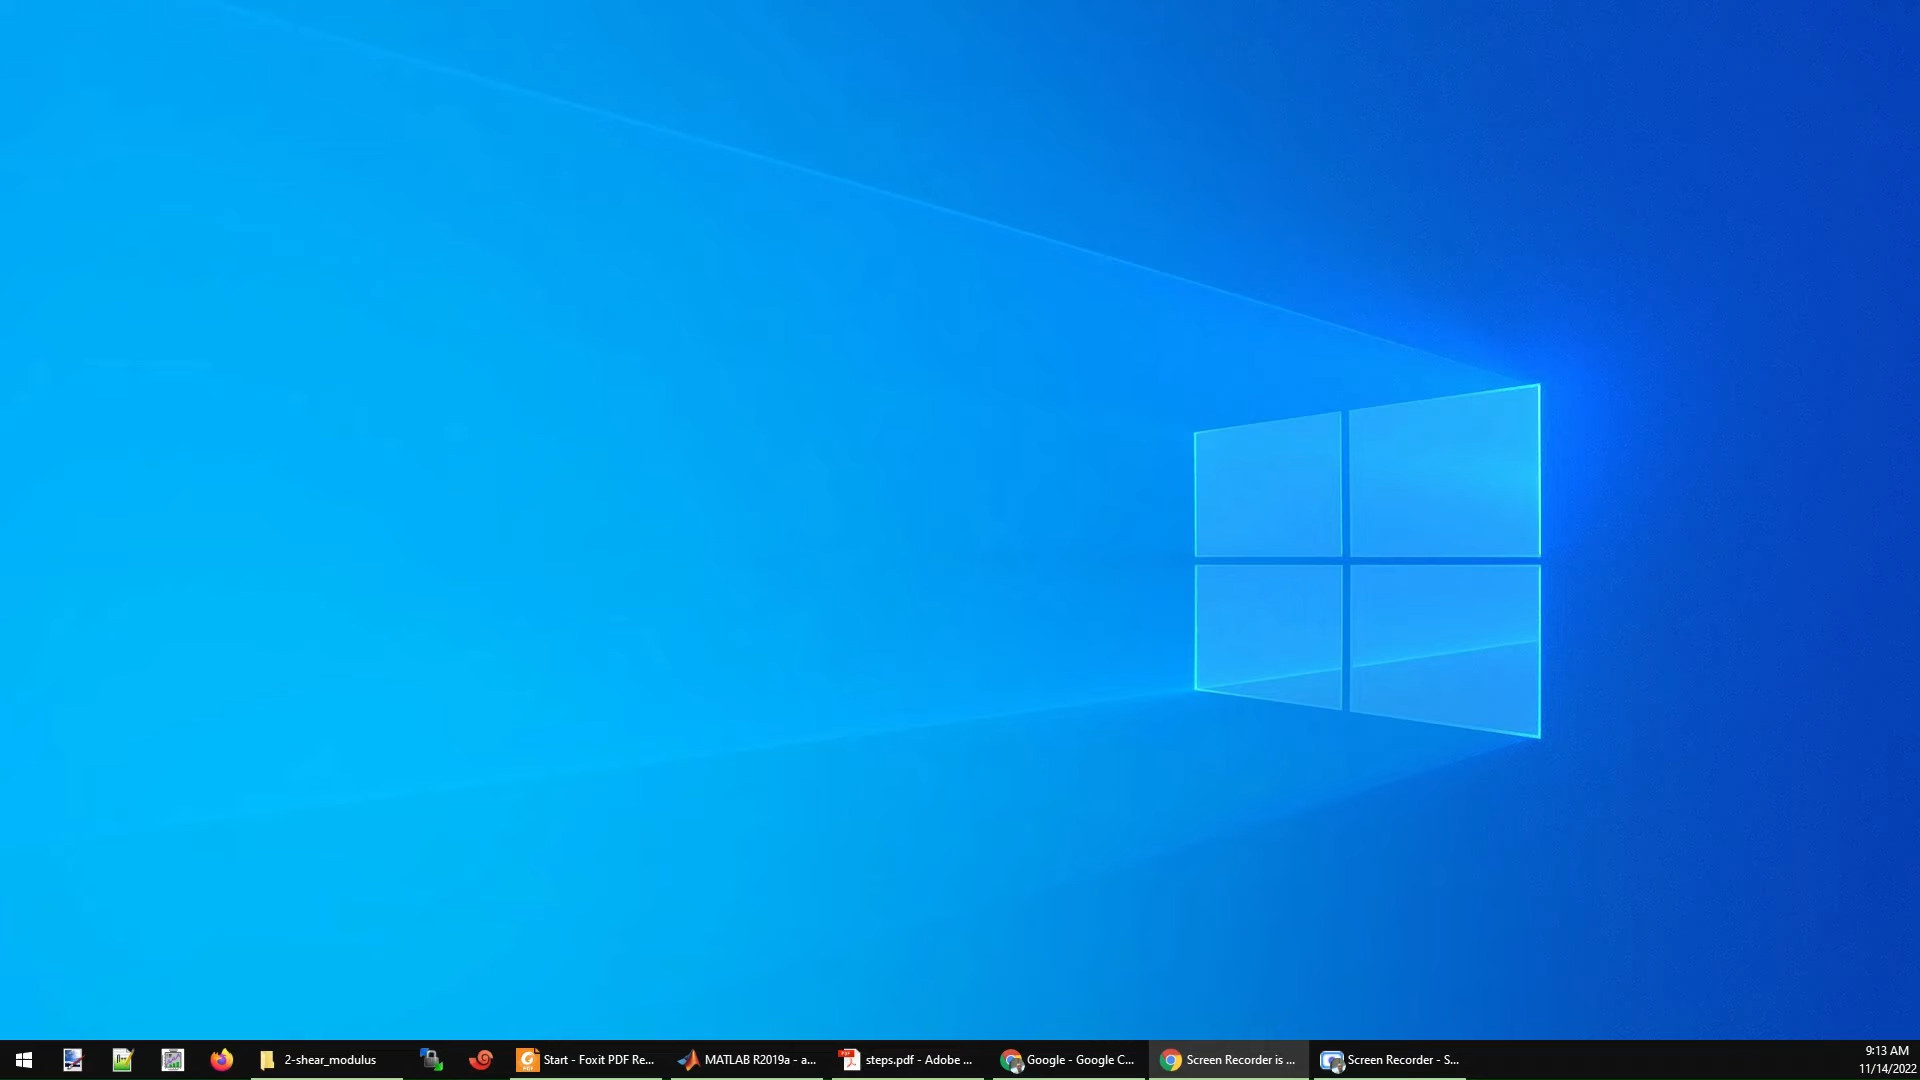 2-shear_modulus
Start - Foxit PDF Re...
MATLAB R2019a - a...
steps.pdf - Adobe ...
Google - Google C...
Screen Recorder is ...
Screen Recorder - S...
9:13 AM
11/14/2022